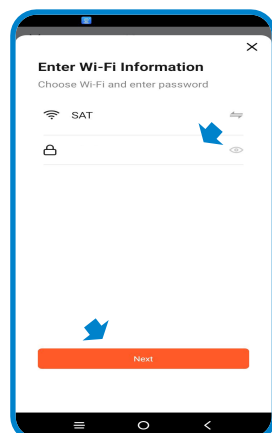 Enter Wi-Fi Information
Choose Wi-Fi and enter password
SAT
Next